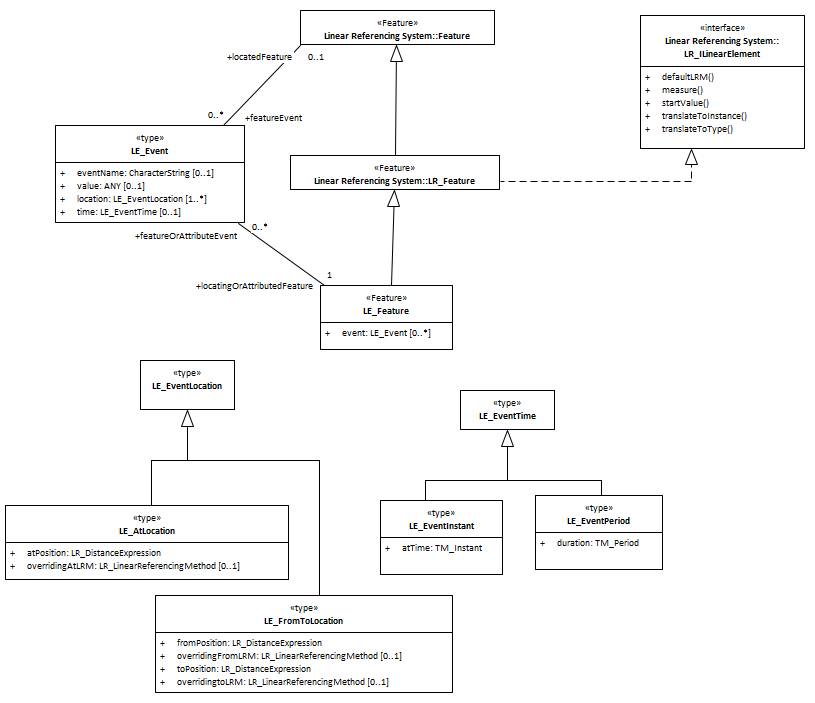 «Feature»
Linear Referencing System::Feature
«interface»
Linear Referencing System::
LR_ILinearElement
+ defaultLRM()
+ measure()
+ startValue()
+ translateToInstance()
+ translateToType()
+locatedFeature
0..1
0..*
+featureEvent
«type»
LE_Event
+ eventName: CharacterString [0..1]
+ value: ANY [0..1]
+ location: LE_EventLocation [1..*]
+ time: LE_EventTime [0..1]
«Feature»
Linear Referencing System::LR_Feature
0..*
+featureOrAttributeEvent
1
+locatingOrAttributedFeature
«Feature»
LE_Feature
+ event: LE_Event [0..*]
«type»
LE_EventLocation
«type»
LE_EventTime
«type»
LE_AtLocation
+ atPosition: LR_DistanceExpression
+ overridingAtLRM: LR_LinearReferencingMethod [0..1]
«type»
LE_EventInstant
+ atTime: TM_Instant
«type»
LE_EventPeriod
+ duration: TM_Period
«type»
LE_FromToLocation
+ fromPosition: LR_DistanceExpression
+ overridingFromLRM: LR_LinearReferencingMethod [0..1]
+ toPosition: LR_DistanceExpression
+ overridingtoLRM: LR_LinearReferencingMethod [0..1]